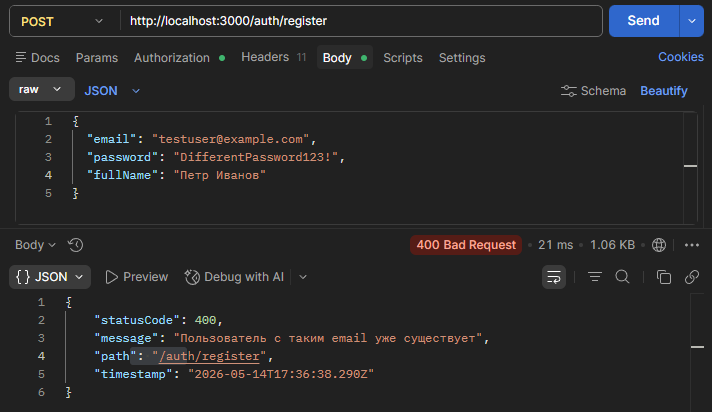 POST http://localhost:3000/auth/register Send
Docs Params Authorization Headers 11 Body Scripts Settings Cookies
raw JSON Schema Beautify
1 {
2 "email": "testuser@example.com",
3 "password": "DifferentPassword123!",
4 "fullName": "Петр Иванов"
5 }
Body 400 Bad Request • 21 ms • 1.06 KB
{} JSON Preview Debug with AI
1 {
2 "statusCode": 400,
3 "message": "Пользователь с таким email уже существует",
4 "path": "/auth/register",
5 "timestamp": "2026-05-14T17:36:38.290Z"
6 }